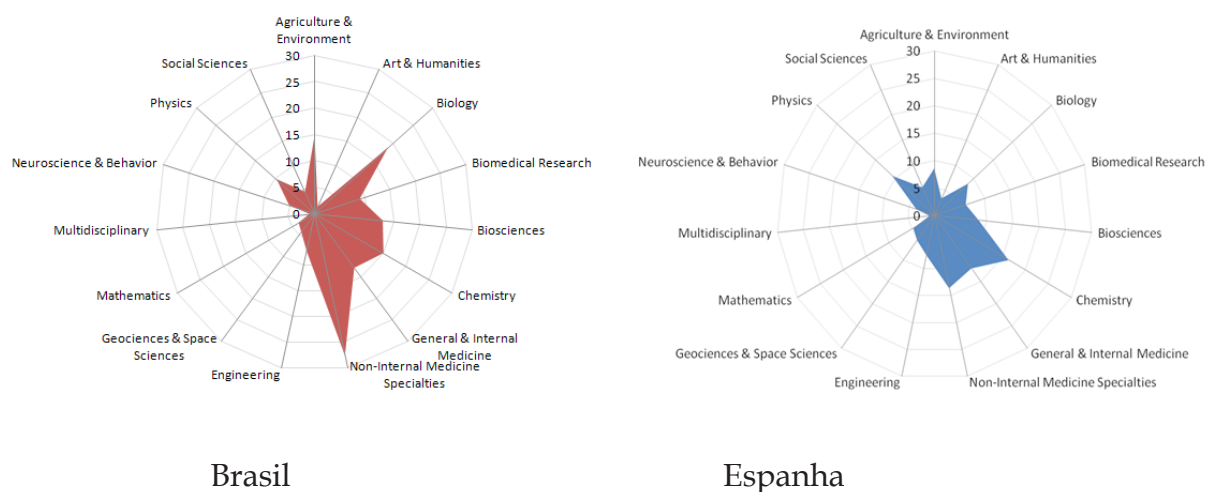 Agriculture &
Environment
30
25
20
15
10
5
0
Art & Humanities
Biology
Biomedical Research
Biosciences
Chemistry
General & Internal
Medicine
Non-Internal Medicine
Specialties
Engineering
Geociences & Space
Sciences
Mathematics
Multidisciplinary
Neuroscience & Behavior
Physics
Social Sciences
Brasil
Agriculture & Environment
30
25
20
15
10
5
0
Art & Humanities
Biology
Biomedical Research
Biosciences
Chemistry
General & Internal Medicine
Non-Internal Medicine Specialties
Engineering
Geociences & Space Sciences
Mathematics
Multidisciplinary
Neuroscience & Behavior
Physics
Social Sciences
Espanha